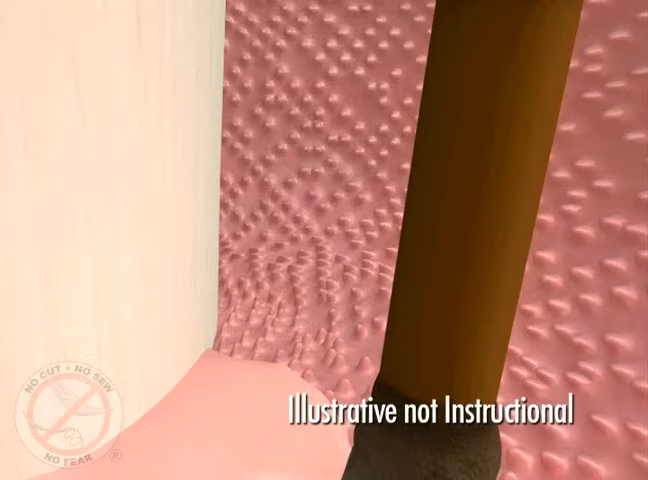 Illustrative not Instructional
NO CUT • NO SEW
NO FEAR
®